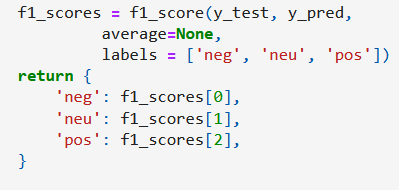 f1_scores = f1_score(y_test, y_pred,
        average=None,
        labels = ['neg', 'neu', 'pos'])
return {
    'neg': f1_scores[0],
    'neu': f1_scores[1],
    'pos': f1_scores[2],
}